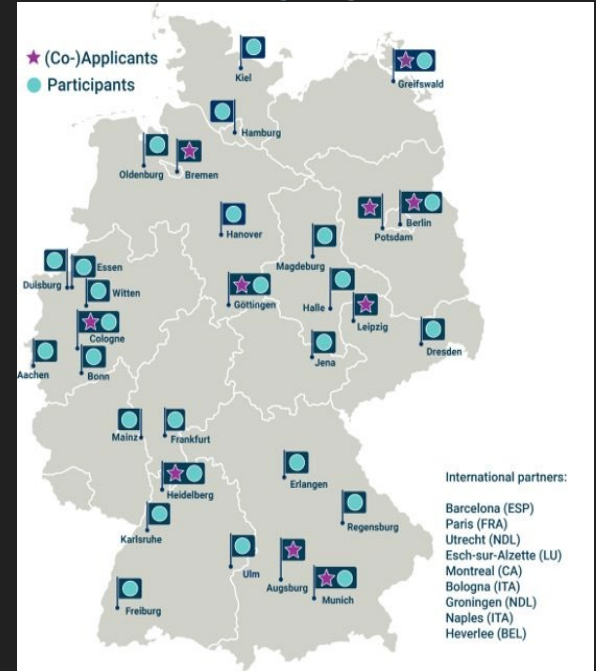 (Co-)Applicants
Participants
Kiel
Greifswald
Hamburg
Oldenburg
Bremen
Hanover
Potsdam
Berlin
Magdeburg
Duisburg
Essen
Witten
Göttingen
Halle
Leipzig
Cologne
Dresden
Jena
Aachen
Bonn
Mainz
Frankfurt
Heidelberg
Erlangen
Regensburg
Karlsruhe
Ulm
Augsburg
Munich
Freiburg
International partners:
Barcelona (ESP)
Paris (FRA)
Utrecht (NDL)
Esch-sur-Alzette (LU)
Montreal (CA)
Bologna (ITA)
Groningen (NDL)
Naples (ITA)
Heverlee (BEL)